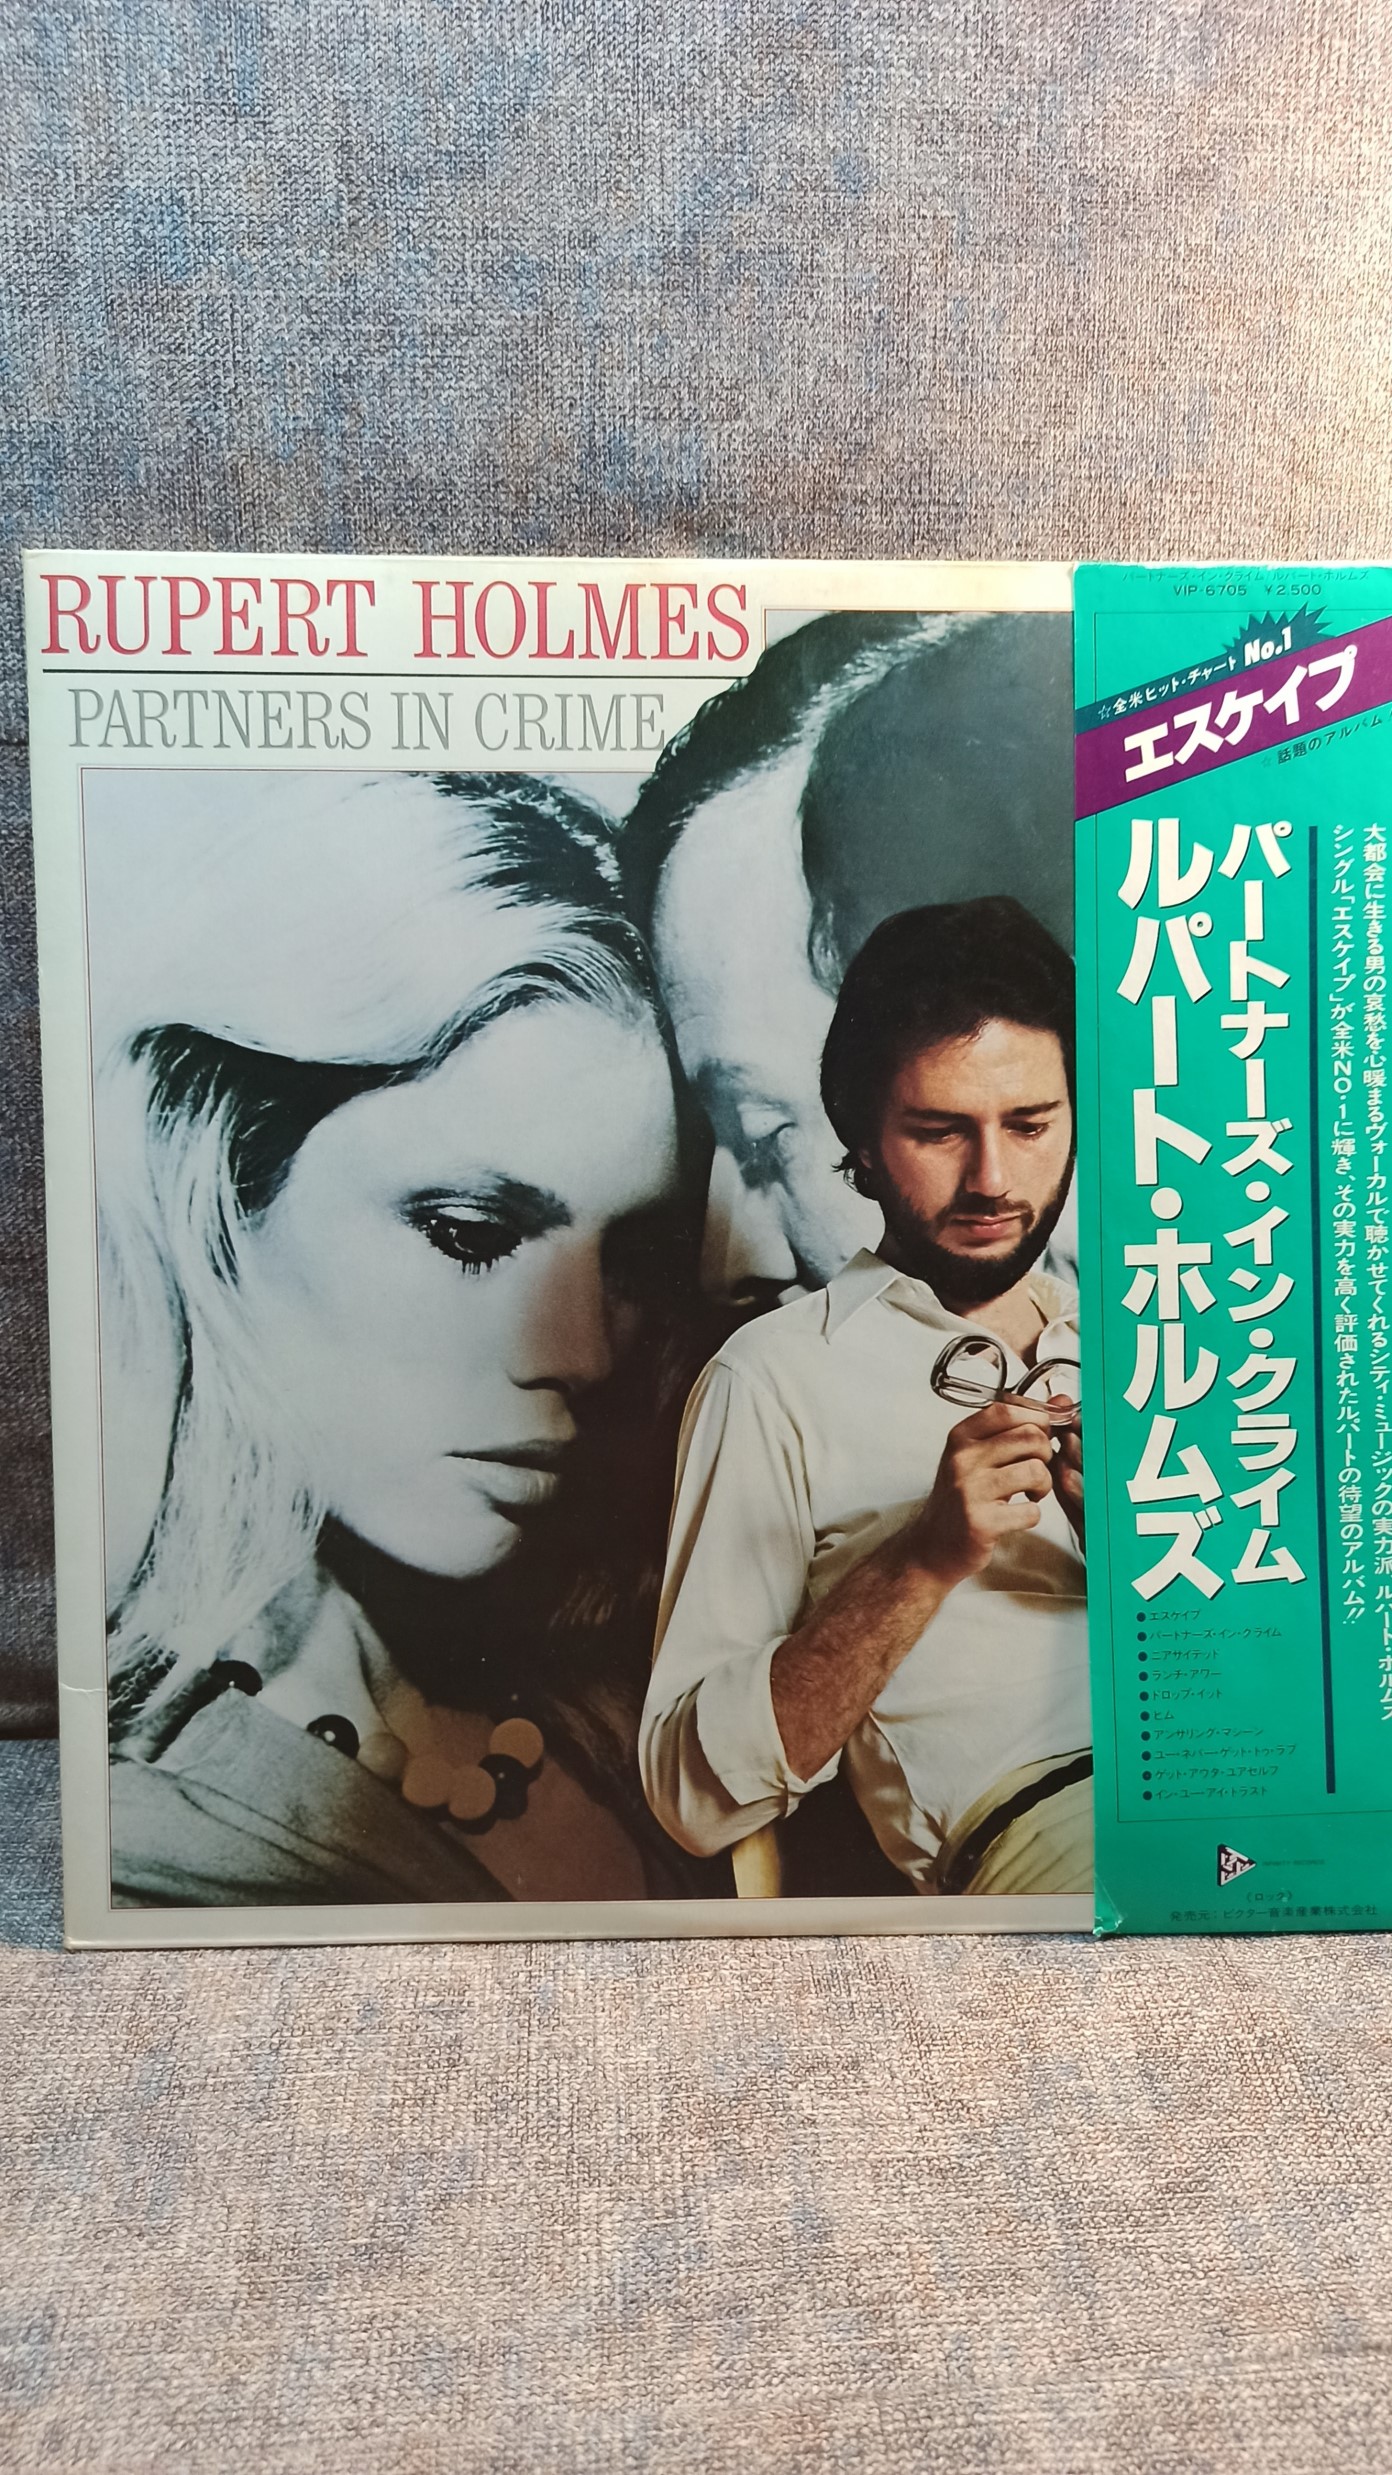 RUPERT HOLMES
PARTNERS IN CRIME
パートナーズ・イン・クライム ルパート・ホルムズ
VIP-6705 ¥2,500
☆全米ヒット・チャートNo.1
エスケイプ
☆話題のアルバム
大都会に生きる男の哀愁を心暖まるヴォーカルで聴かせてくれるシティ・ミュージックの実力派 ルパート・ホルムズ
シングル「エスケイプ」が全米NO.1に輝き、その実力を高く評価されたルパートの待望のアルバム!!
パートナーズ・イン・クライム
ルパート・ホルムズ
●エスケイプ
●パートナーズ・イン・クライム
●ニアサイテッド
●ランチ・アワー
●ドロップ・イット
●ヒム
●アンサリング・マシーン
●ユー・ネバー・ゲット・トゥ・ラブ
●ゲット・アウタ・ユアセルフ
●イン・ユー・アイ・トラスト
INFINITY RECORDS
《ロック》
発売元：ビクター音楽産業株式会社